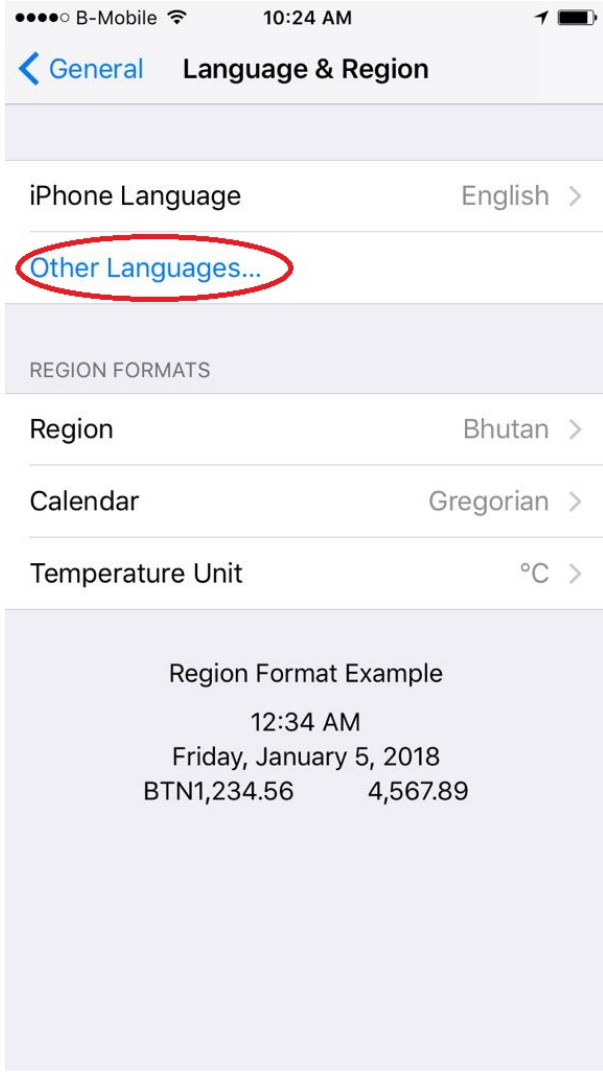 B-Mobile 10:24 AM
General Language & Region
iPhone Language English
Other Languages...
REGION FORMATS
Region Bhutan
Calendar Gregorian
Temperature Unit °C
Region Format Example
12:34 AM
Friday, January 5, 2018
BTN1,234.56 4,567.89